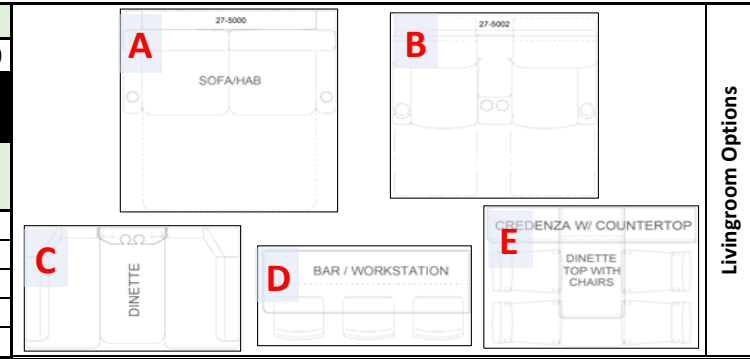 27-5000
A
SOFA/HAB
27-5002
B
C
DINETTE
D
BAR / WORKSTATION
E
CREDENZA W/ COUNTERTOP
DINETTE
TOP WITH
CHAIRS
Livingroom Options